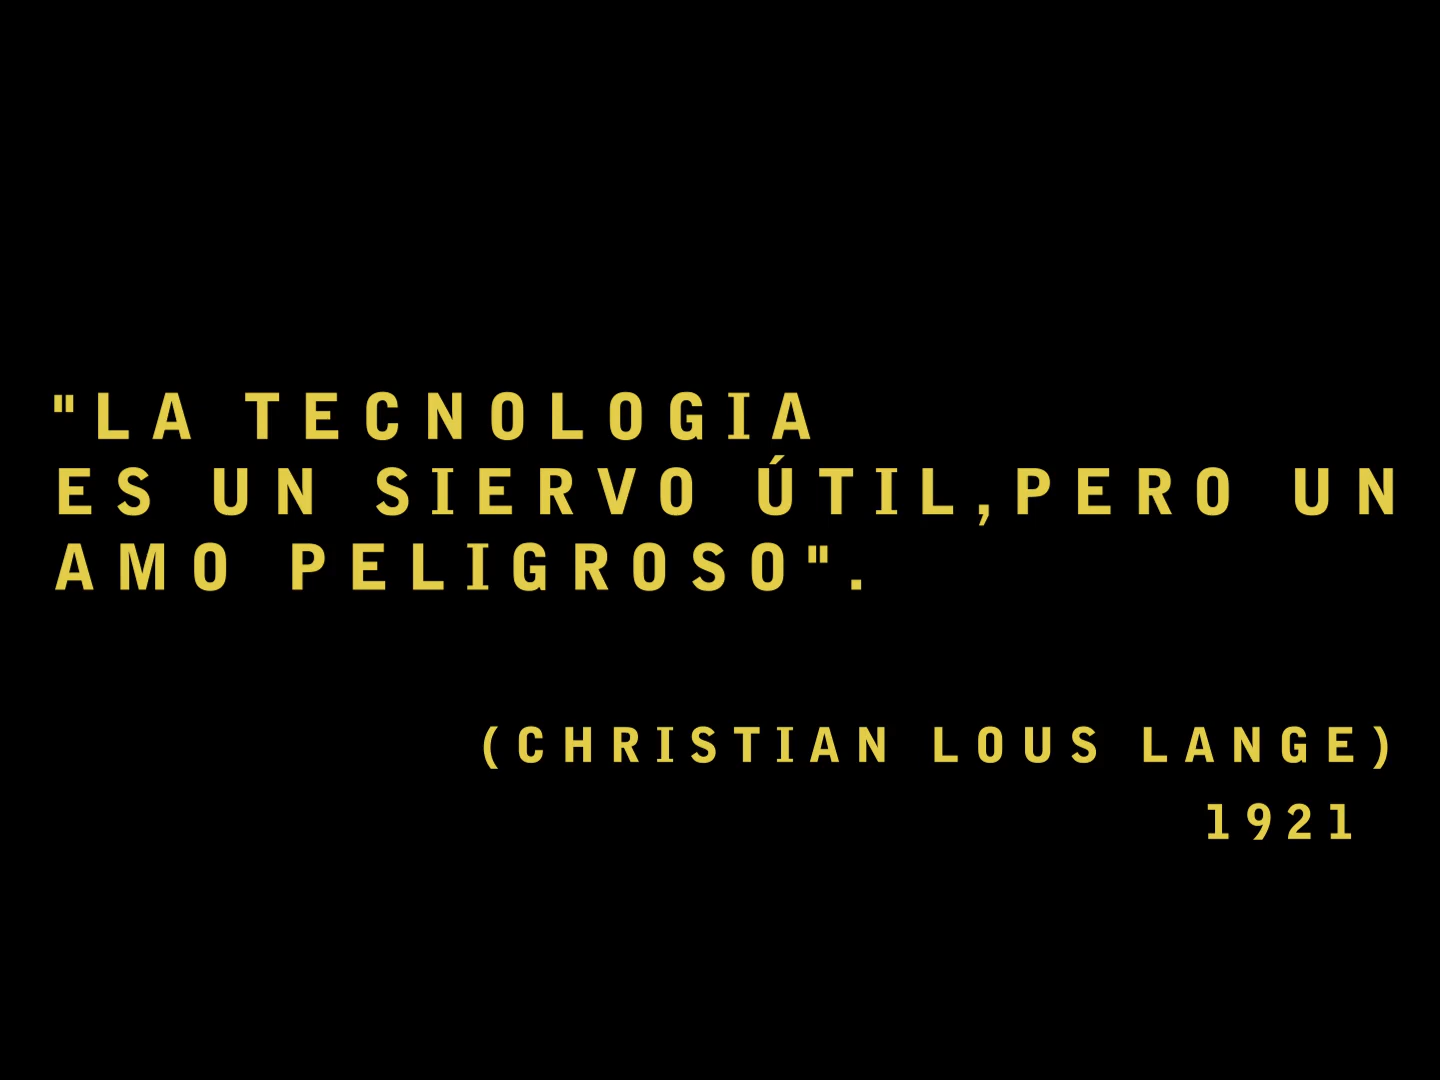 "LA TECNOLOGIA
ES UN SIERVO ÚTIL,PERO UN
AMO PELIGROSO".
(CHRISTIAN LOUS LANGE)
1921